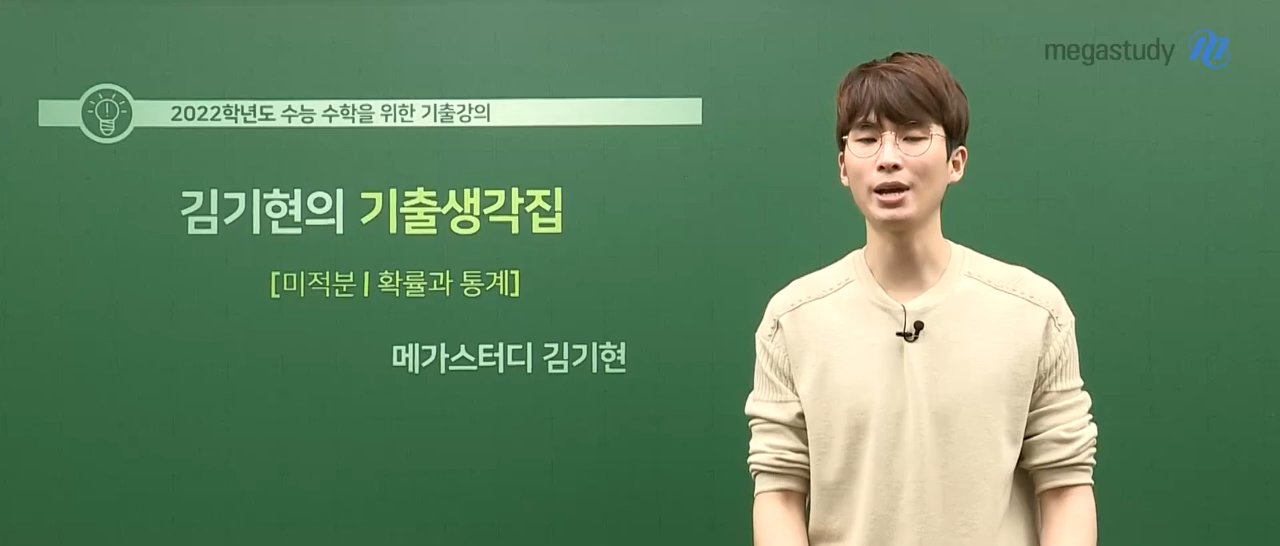 megastudy
2022학년도 수능 수학을 위한 기출강의
김기현의 기출생각집
[미적분 | 확률과 통계]
메가스터디 김기현